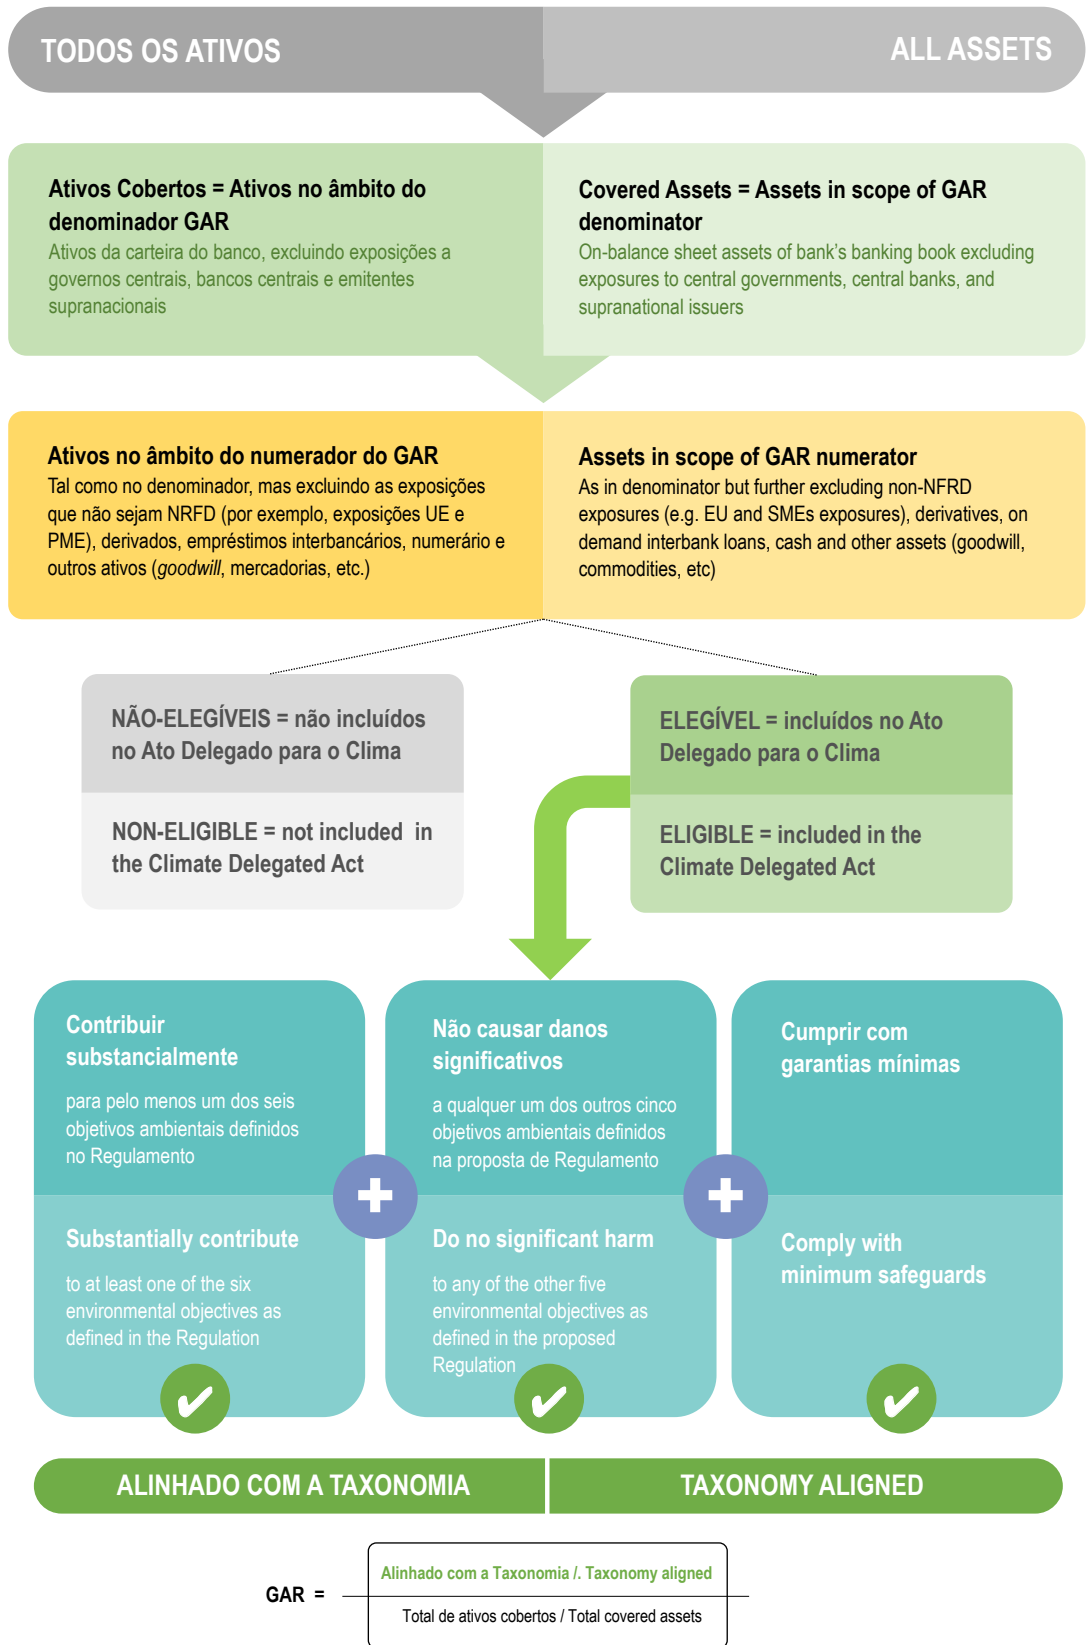 TODOS OS ATIVOS
ALL ASSETS
Ativos Cobertos = Ativos no âmbito do
denominador GAR
Ativos da carteira do banco, excluindo exposições a
governos centrais, bancos centrais e emitentes
supranacionais
Covered Assets = Assets in scope of GAR
denominator
On-balance sheet assets of bank's banking book excluding
exposures to central governments, central banks, and
supranational issuers
Ativos no âmbito do numerador do GAR
Tal como no denominador, mas excluindo as exposições
que não sejam NRFD (por exemplo, exposições UE e
PME), derivados, empréstimos interbancários, numerário e
outros ativos (goodwill, mercadorias, etc.)
Assets in scope of GAR numerator
As in denominator but further excluding non-NFRD
exposures (e.g. EU and SMEs exposures), derivatives, on
demand interbank loans, cash and other assets (goodwill,
commodities, etc)
NÃO-ELEGÍVEIS = não incluídos
no Ato Delegado para o Clima
NON-ELIGIBLE = not included in
the Climate Delegated Act
ELEGÍVEL = incluídos no Ato
Delegado para o Clima
ELIGIBLE = included in the
Climate Delegated Act
Contribuir
substancialmente
para pelo menos um dos seis
objetivos ambientais definidos
no Regulamento
Substantially contribute
to at least one of the six
environmental objectives as
defined in the Regulation
Não causar danos
significativos
a qualquer um dos outros cinco
objetivos ambientais definidos
na proposta de Regulamento
Do no significant harm
to any of the other five
environmental objectives as
defined in the proposed
Regulation
Cumprir com
garantias mínimas
Comply with
minimum safeguards
ALINHADO COM A TAXONOMIA
TAXONOMY ALIGNED
GAR =
Alinhado com a Taxonomia /. Taxonomy aligned
Total de ativos cobertos / Total covered assets